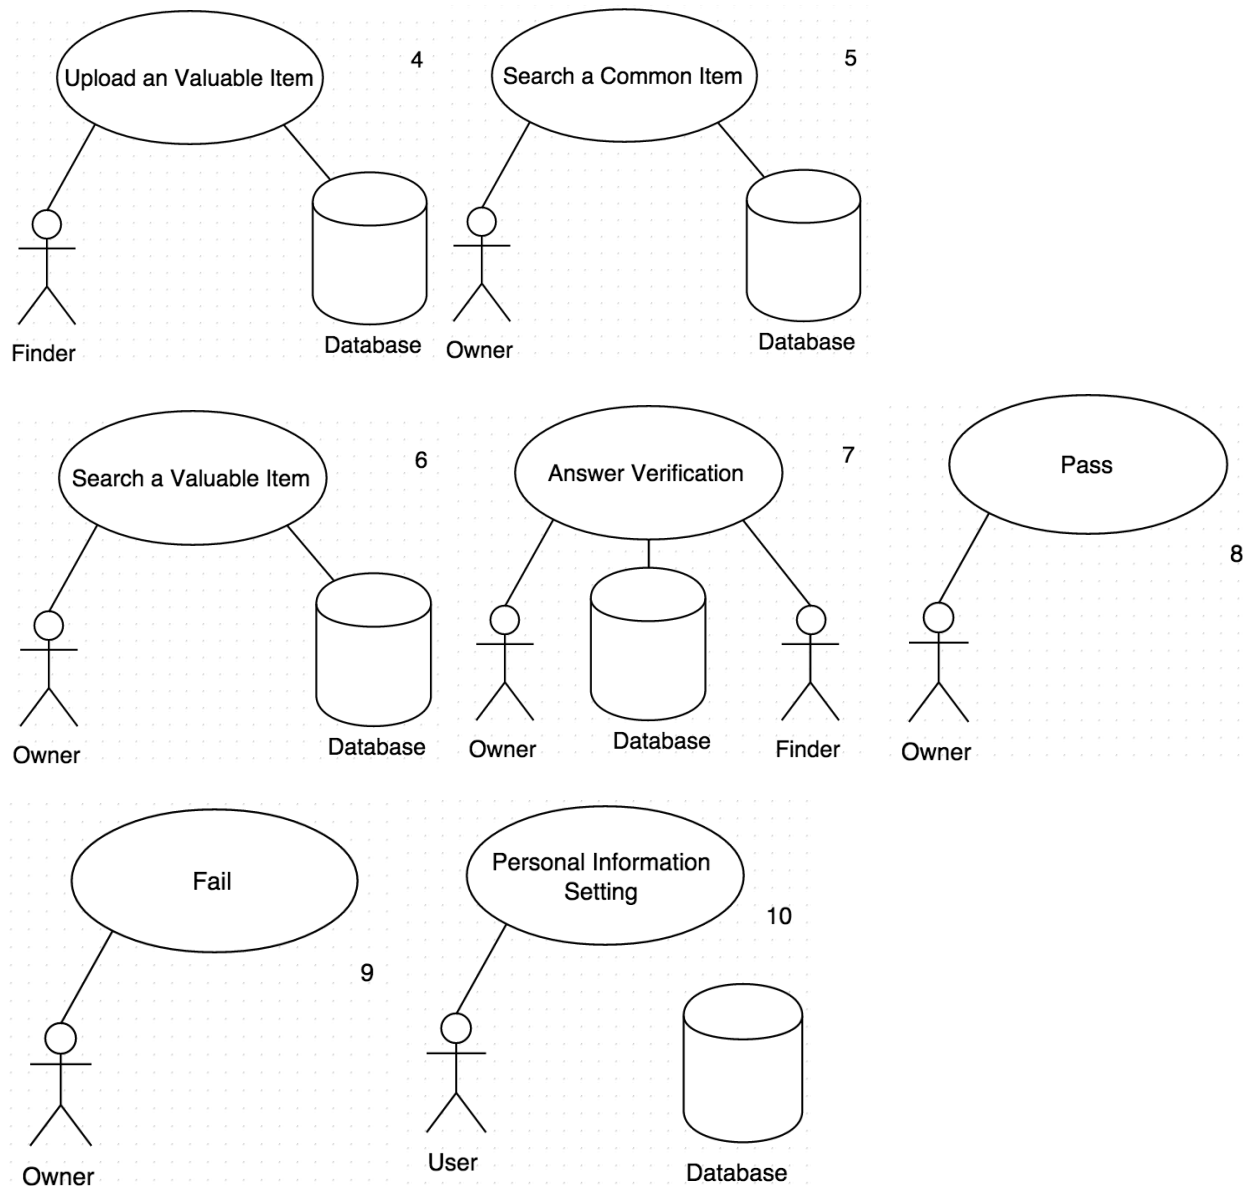 Upload an Valuable Item
4
Finder
Database
Search a Common Item
5
Owner
Database
Search a Valuable Item
6
Owner
Database
Answer Verification
7
Owner
Database
Finder
Pass
8
Owner
Fail
9
Owner
Personal Information
Setting
10
User
Database